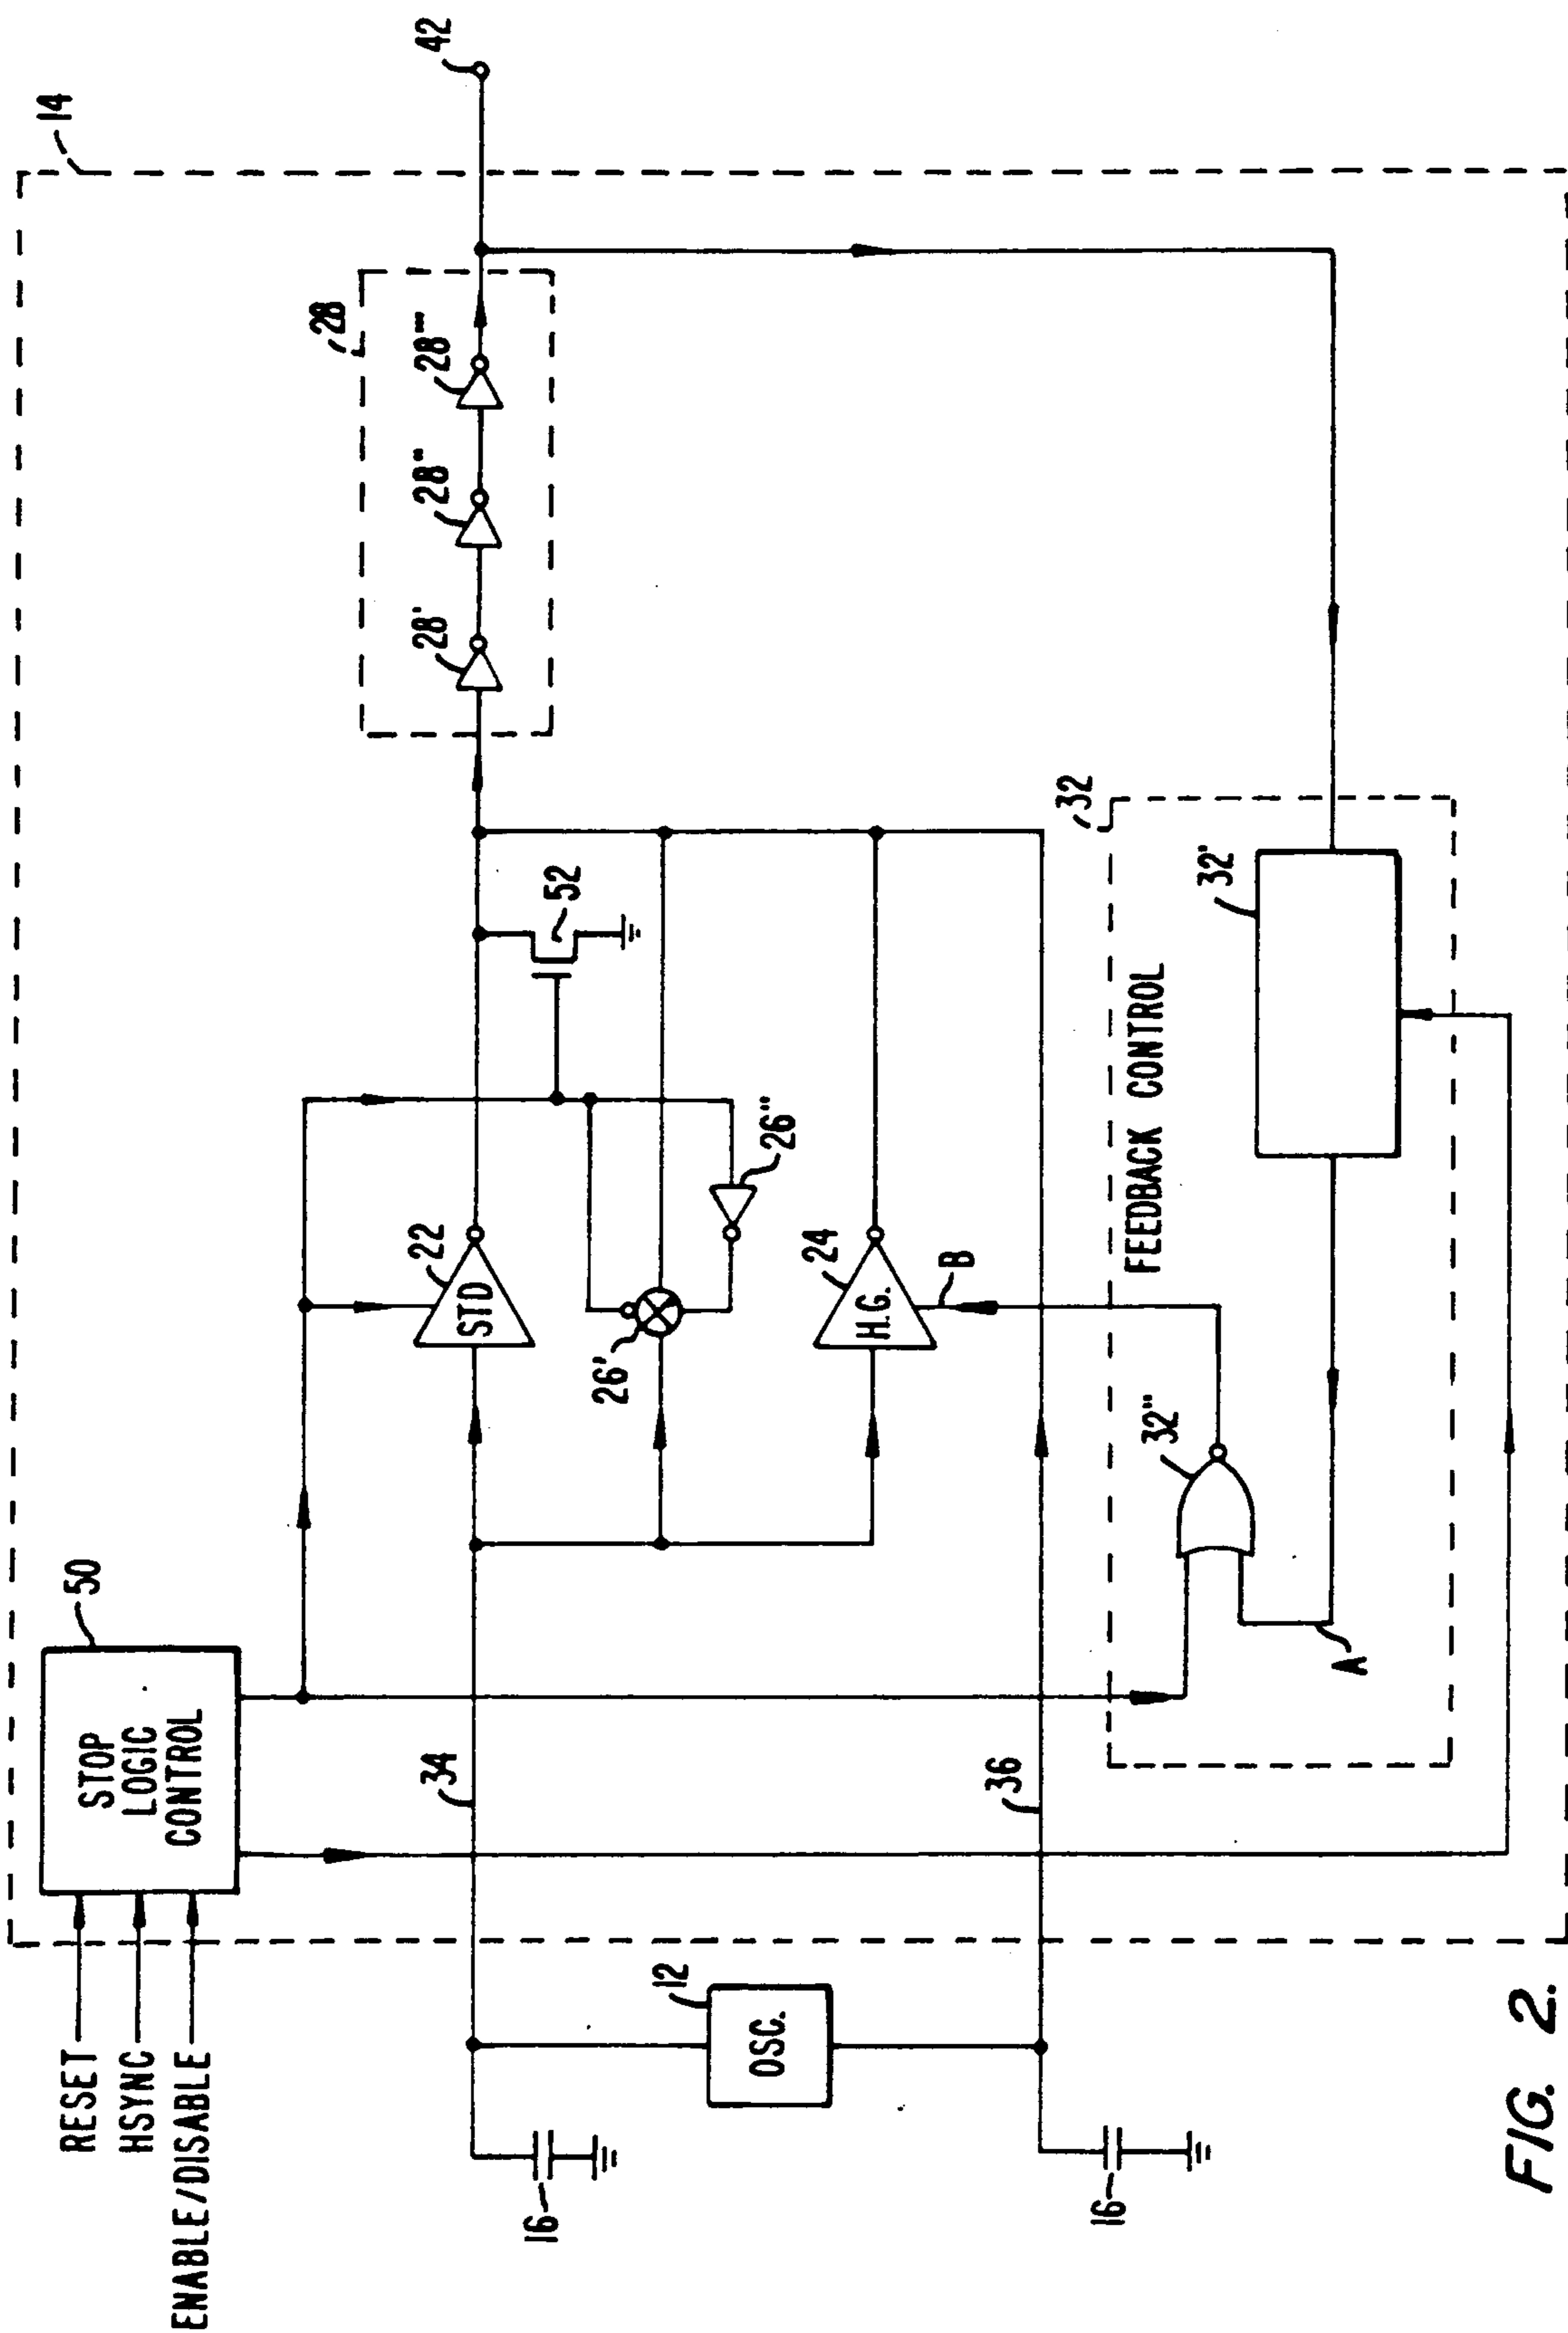 RESET
HSYNC
ENABLE/DISABLE
STOP
LOGIC
CONTROL
50
14
42
28
28'
28"
28'''
34
22
STD
52
26'
26"
16
12
OSC.
24
H.G.
B
36
16
32
FEEDBACK CONTROL
32"
32'
A
FIG. 2.